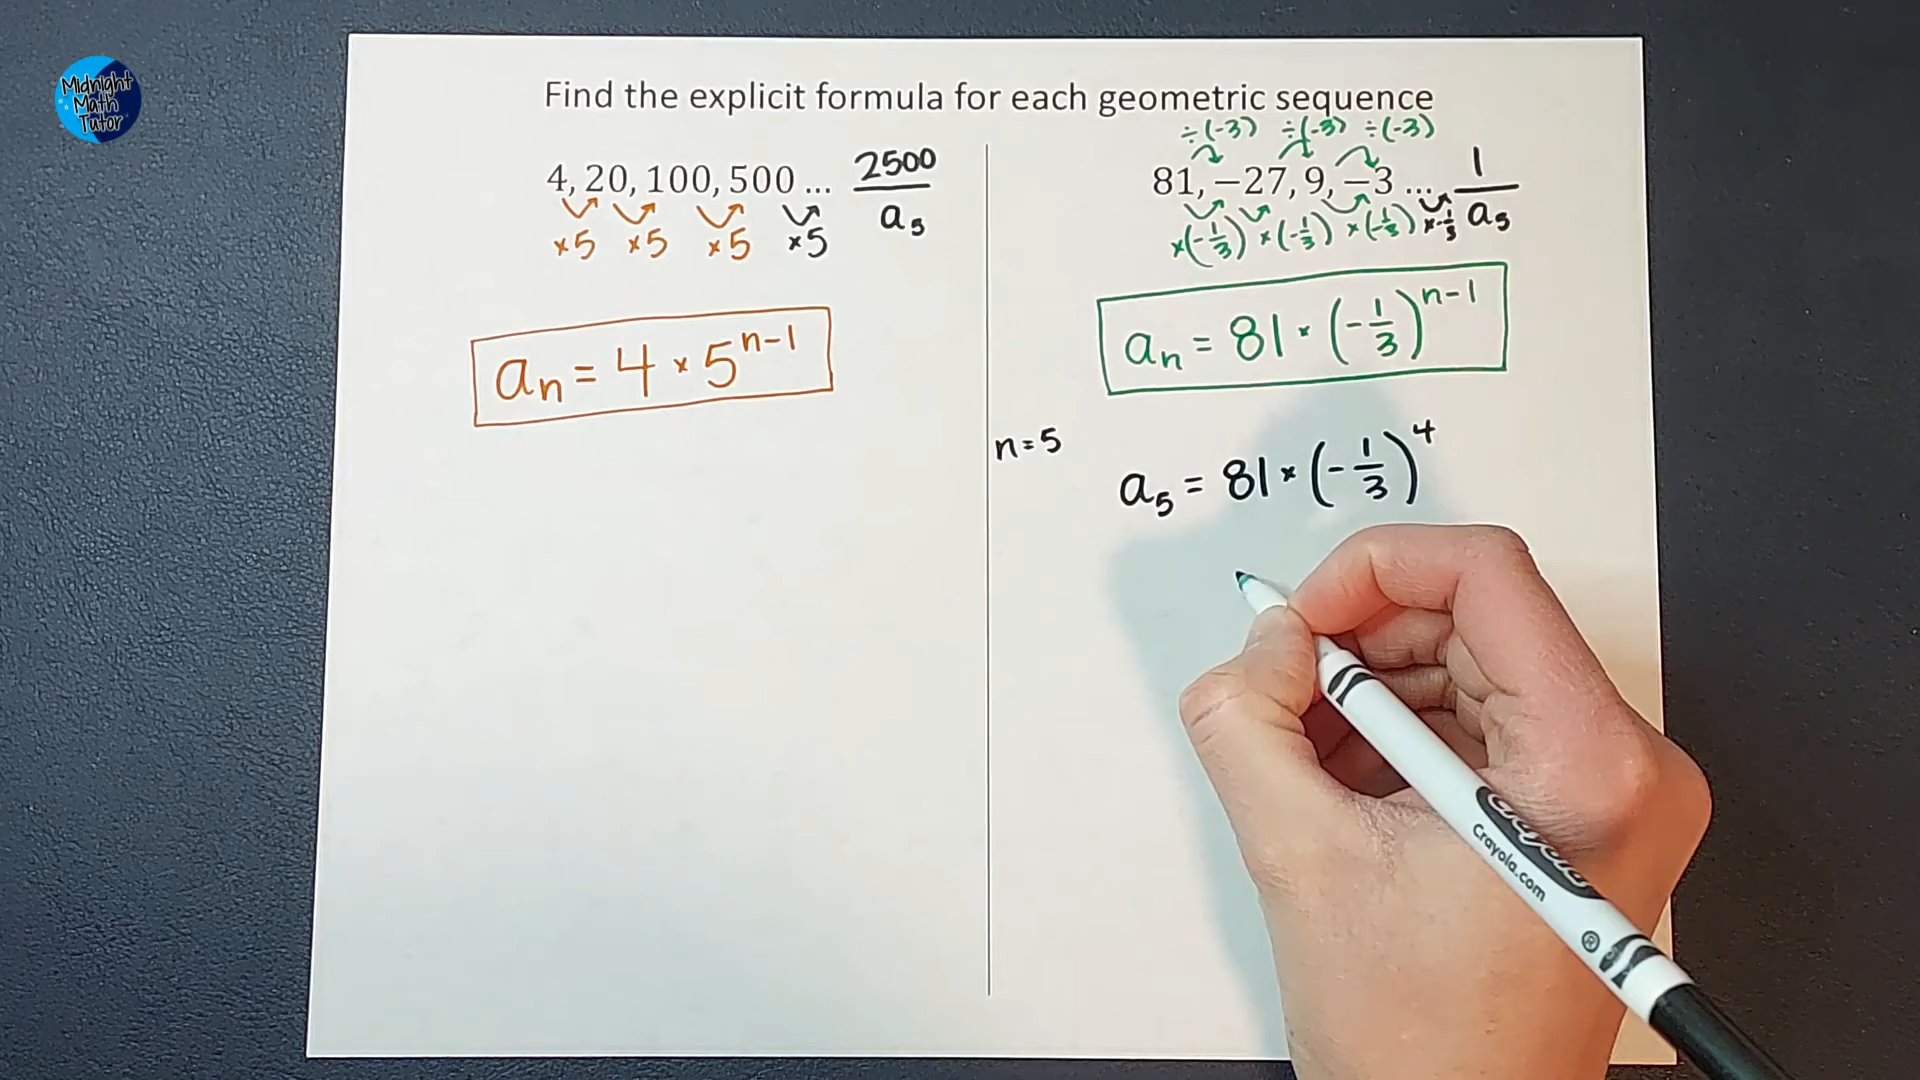 Midnight
Math
Tutor
Find the explicit formula for each geometric sequence
4, 20, 100, 500 ... 2500
a₅
×5 ×5 ×5 ×5
aₙ = 4 × 5ⁿ⁻¹
÷(-3) ÷(-3) ÷(-3)
81, −27, 9, −3 ... 1
a₅
×(-1/3) ×(-1/3) ×(-1/3) ×-1/3
aₙ = 81 · (-1/3)ⁿ⁻¹
n=5
a₅ = 81 × (-1/3)⁴
Crayola
Crayola.com
®